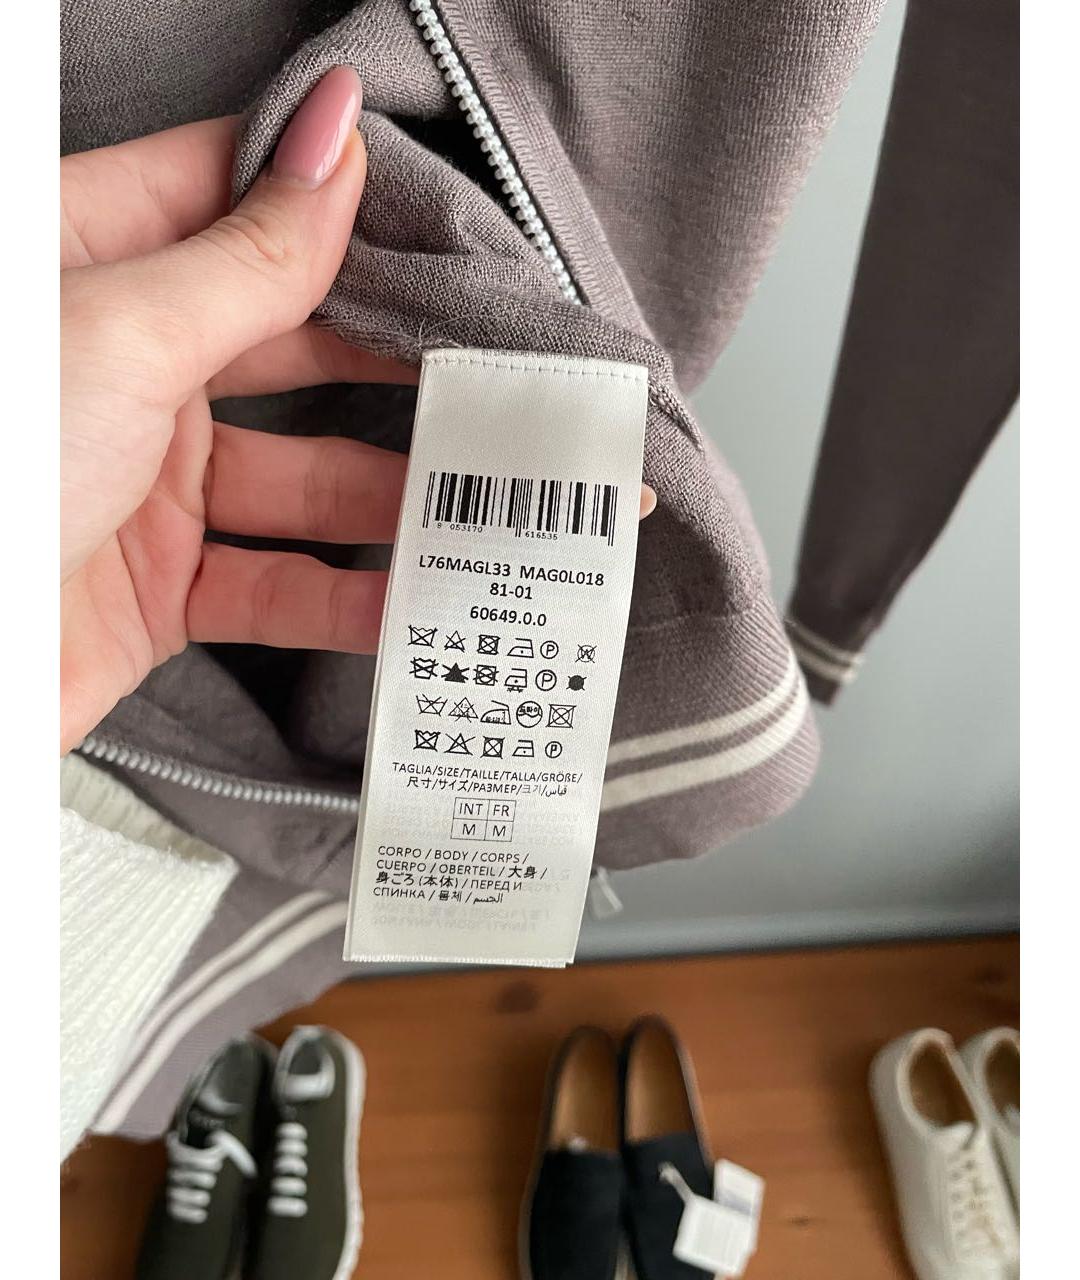 8 053170 616535
L76MAGL33 MAG0L018
81-01
60649.0.0
TAGLIA/SIZE/TAILLE/TALLA/GRÖßE/
尺寸/サイズ/РАЗМЕР/크기/قياس
INT FR
M M
CORPO / BODY / CORPS /
CUERPO / OBERTEIL / 大身 /
身ごろ (本体) / ПЕРЕД И
СПИНКА / 몸체 / الجسم